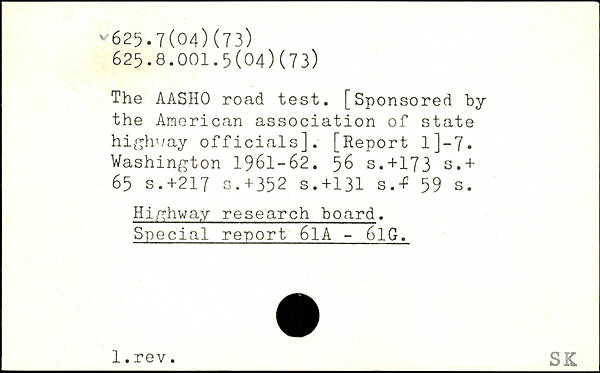 625.7(04)(73)
625.8.001.5(04)(73)
The AASHO road test. [Sponsored by
the American association of state
highway officials]. [Report 1]-7.
Washington 1961-62. 56 s.+173 s.+
65 s.+217 s.+352 s.+131 s.+ 59 s.
Highway research board.
Special report 61A - 61G.
1.rev.
SK